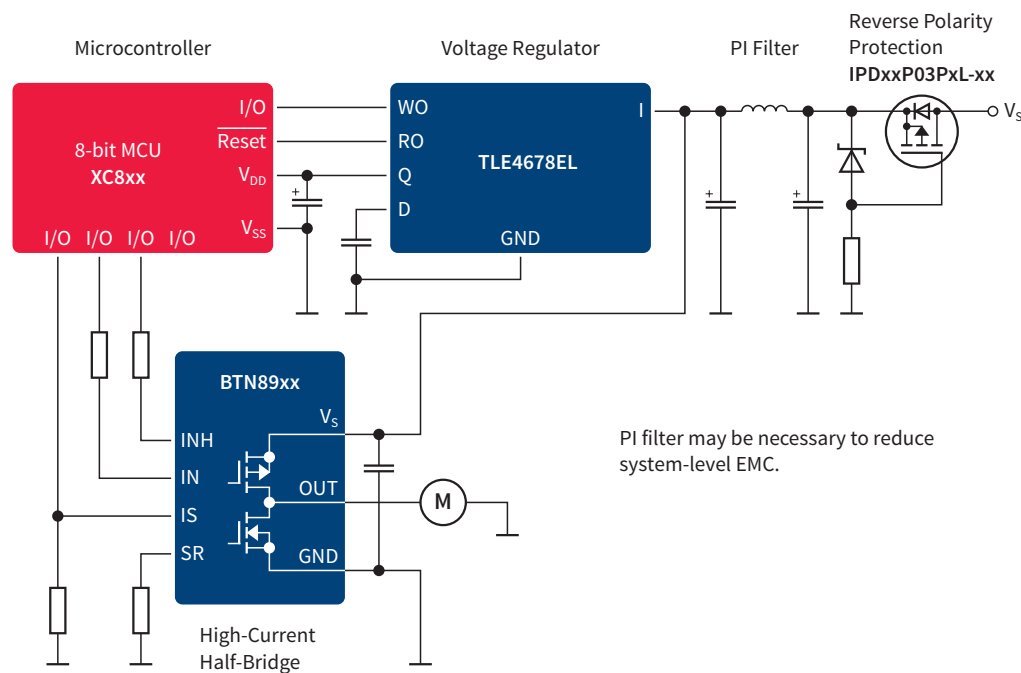 Microcontroller
Voltage Regulator
PI Filter
Reverse Polarity
Protection
IPDxxP03PxL-xx
I/O
Reset
8-bit MCU
XC8xx
VDD
VSS
I/O I/O I/O I/O
WO
RO
Q
D
I
TLE4678EL
GND
+
+
+
VS
BTN89xx
VS
INH
IN
OUT
IS
SR
GND
M
PI filter may be necessary to reduce
system-level EMC.
High-Current
Half-Bridge